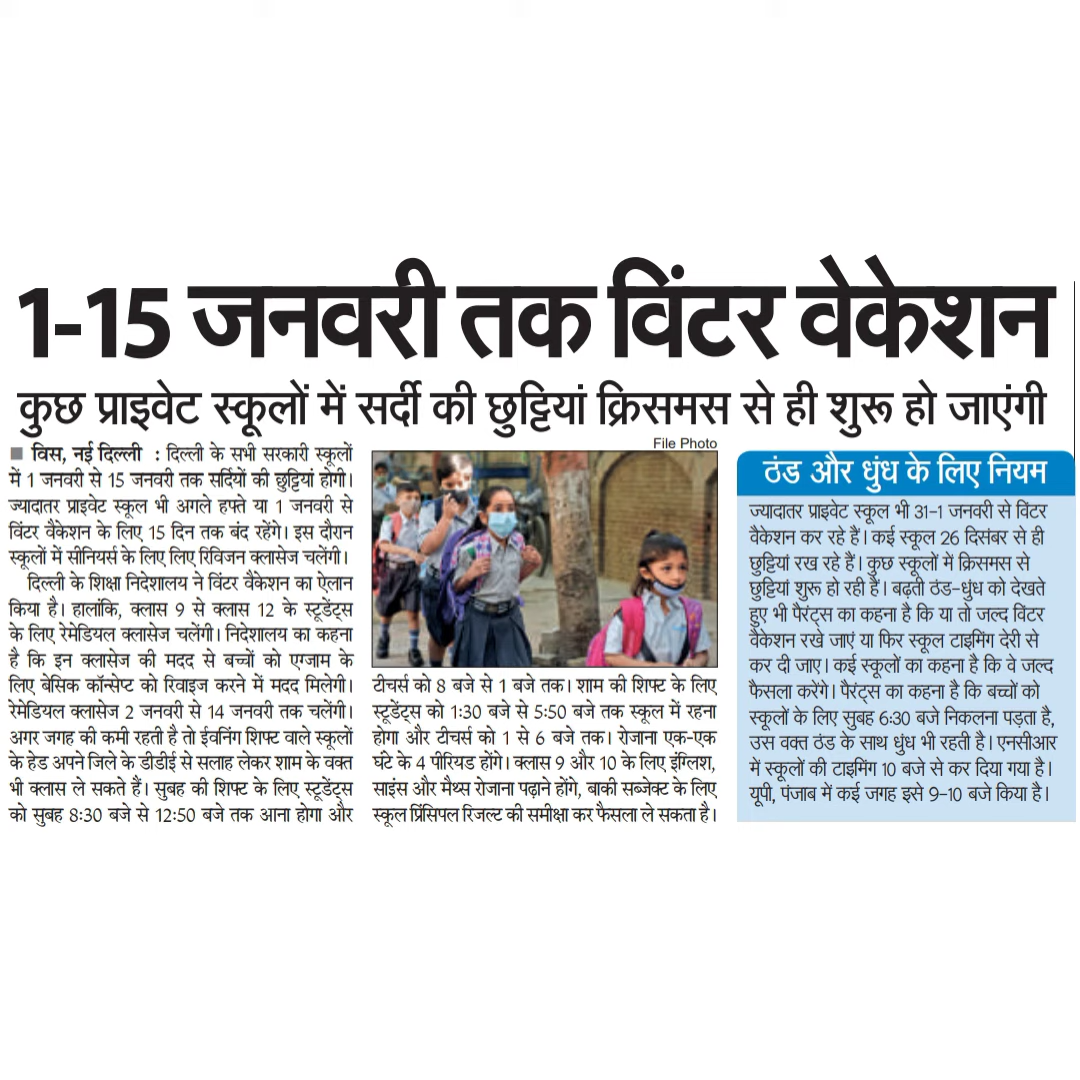 1-15 जनवरी तक विंटर वेकेशन
कुछ प्राइवेट स्कूलों में सर्दी की छुट्टियां क्रिसमस से ही शुरू हो जाएंगी
■ विस, नई दिल्ली : दिल्ली के सभी सरकारी स्कूलों
में 1 जनवरी से 15 जनवरी तक सर्दियों की छुट्टियां होंगी।
ज्यादातर प्राइवेट स्कूल भी अगले हफ्ते या 1 जनवरी से
विंटर वैकेशन के लिए 15 दिन तक बंद रहेंगे। इस दौरान
स्कूलों में सीनियर्स के लिए लिए रिविजन क्लासेज चलेंगी।
दिल्ली के शिक्षा निदेशालय ने विंटर वैकेशन का ऐलान
किया है। हालांकि, क्लास 9 से क्लास 12 के स्टूडेंट्स
के लिए रेमेडियल क्लासेज चलेंगी। निदेशालय का कहना
है कि इन क्लासेज की मदद से बच्चों को एग्जाम के
लिए बेसिक कॉन्सेप्ट को रिवाइज करने में मदद मिलेगी।
रेमेडियल क्लासेज 2 जनवरी से 14 जनवरी तक चलेंगी।
अगर जगह की कमी रहती है तो ईवनिंग शिफ्ट वाले स्कूलों
के हेड अपने जिले के डीडीई से सलाह लेकर शाम के वक्त
भी क्लास ले सकते हैं। सुबह की शिफ्ट के लिए स्टूडेंट्स
को सुबह 8:30 बजे से 12:50 बजे तक आना होगा और
File Photo
टीचर्स को 8 बजे से 1 बजे तक। शाम की शिफ्ट के लिए
स्टूडेंट्स को 1:30 बजे से 5:50 बजे तक स्कूल में रहना
होगा और टीचर्स को 1 से 6 बजे तक। रोजाना एक-एक
घंटे के 4 पीरियड होंगे। क्लास 9 और 10 के लिए इंग्लिश,
साइंस और मैथ्स रोजाना पढ़ाने होंगे, बाकी सब्जेक्ट के लिए
स्कूल प्रिंसिपल रिजल्ट की समीक्षा कर फैसला ले सकता है।
ठंड और धुंध के लिए नियम
ज्यादातर प्राइवेट स्कूल भी 31-1 जनवरी से विंटर
वैकेशन कर रहे हैं। कई स्कूल 26 दिसंबर से ही
छुट्टियां रख रहे हैं। कुछ स्कूलों में क्रिसमस से
छुट्टियां शुरू हो रही हैं। बढ़ती ठंड-धुंध को देखते
हुए भी पैरंट्स का कहना है कि या तो जल्द विंटर
वैकेशन रखे जाएं या फिर स्कूल टाइमिंग देरी से
कर दी जाए। कई स्कूलों का कहना है कि वे जल्द
फैसला करेंगे। पैरंट्स का कहना है कि बच्चों को
स्कूलों के लिए सुबह 6:30 बजे निकलना पड़ता है,
उस वक्त ठंड के साथ धुंध भी रहती है। एनसीआर
में स्कूलों की टाइमिंग 10 बजे से कर दिया गया है।
यूपी, पंजाब में कई जगह इसे 9-10 बजे किया है।